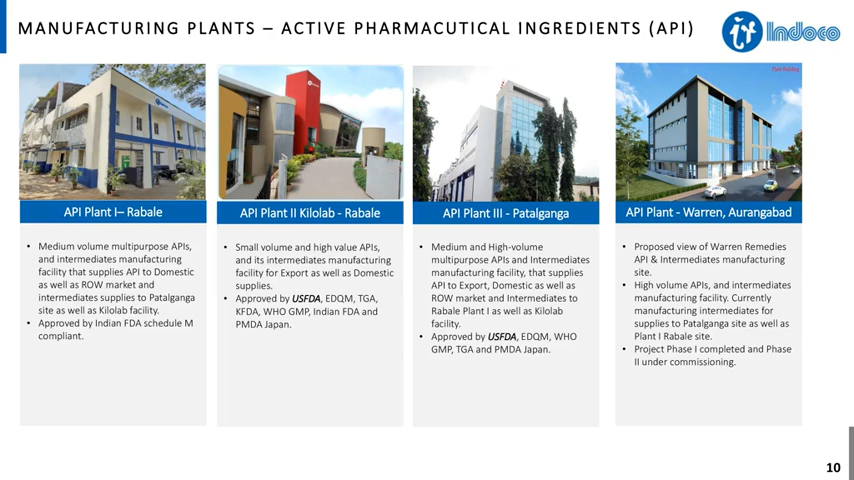 MANUFACTURING PLANTS – ACTIVE PHARMACUTICAL INGREDIENTS (API)
Indoco
API Plant I– Rabale
• Medium volume multipurpose APIs,
and intermediates manufacturing
facility that supplies API to Domestic
as well as ROW market and
intermediates supplies to Patalganga
site as well as Kilolab facility.
• Approved by Indian FDA schedule M
compliant.
API Plant II Kilolab - Rabale
• Small volume and high value APIs,
and its intermediates manufacturing
facility for Export as well as Domestic
supplies.
• Approved by USFDA, EDQM, TGA,
KFDA, WHO GMP, Indian FDA and
PMDA Japan.
API Plant III - Patalganga
• Medium and High-volume
multipurpose APIs and Intermediates
manufacturing facility, that supplies
API to Export, Domestic as well as
ROW market and Intermediates to
Rabale Plant I as well as Kilolab
facility.
• Approved by USFDA, EDQM, WHO
GMP, TGA and PMDA Japan.
API Plant - Warren, Aurangabad
• Proposed view of Warren Remedies
API & Intermediates manufacturing
site.
• High volume APIs, and intermediates
manufacturing facility. Currently
manufacturing intermediates for
supplies to Patalganga site as well as
Plant I Rabale site.
• Project Phase I completed and Phase
II under commissioning.
10